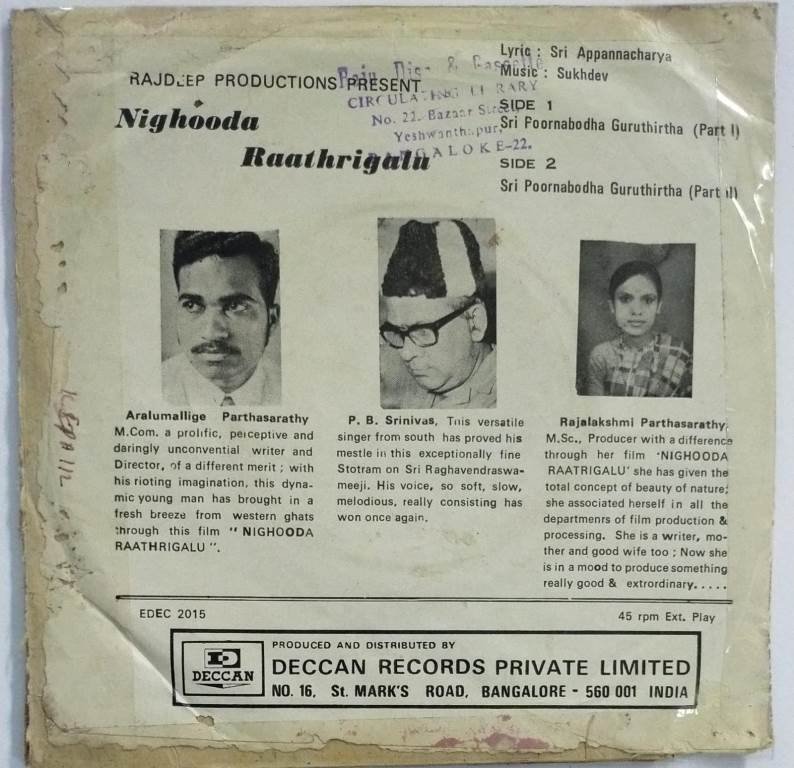 RAJDEEP PRODUCTIONS PRESENT
Nighooda
Raathrigalu
Lyric : Sri Appannacharya
Music : Sukhdev
SIDE 1
Sri Poornabodha Guruthirtha (Part I)
SIDE 2
Sri Poornabodha Guruthirtha (Part II)
CIRCULATING LIBRARY
No. 22, Bazaar Street
Yeshwanthapur,
BANGALORE-22.
Aralumallige Parthasarathy
M.Com. a prolific, perceptive and
daringly unconvential writer and
Director, of a different merit ; with
his rioting imagination, this dyna-
mic young man has brought in a
fresh breeze from western ghats
through this film " NIGHOODA
RAATHRIGALU ".
P. B. Srinivas, This versatile
singer from south has proved his
mestle in this exceptionally fine
Stotram on Sri Raghavendraswa-
meeji. His voice, so soft, slow,
melodious, really consisting has
won once again.
Rajalakshmi Parthasarathy,
M.Sc., Producer with a difference
through her film 'NIGHOODA
RAATRIGALU' she has given the
total concept of beauty of nature;
she associated herself in all the
departmenrs of film production &
processing. She is a writer, mo-
ther and good wife too ; Now she
is in a mood to produce something
really good & extrordinary.....
EDEC 2015
45 rpm Ext. Play
DECCAN
PRODUCED AND DISTRIBUTED BY
DECCAN RECORDS PRIVATE LIMITED
NO. 16, St. MARK'S ROAD, BANGALORE - 560 001 INDIA